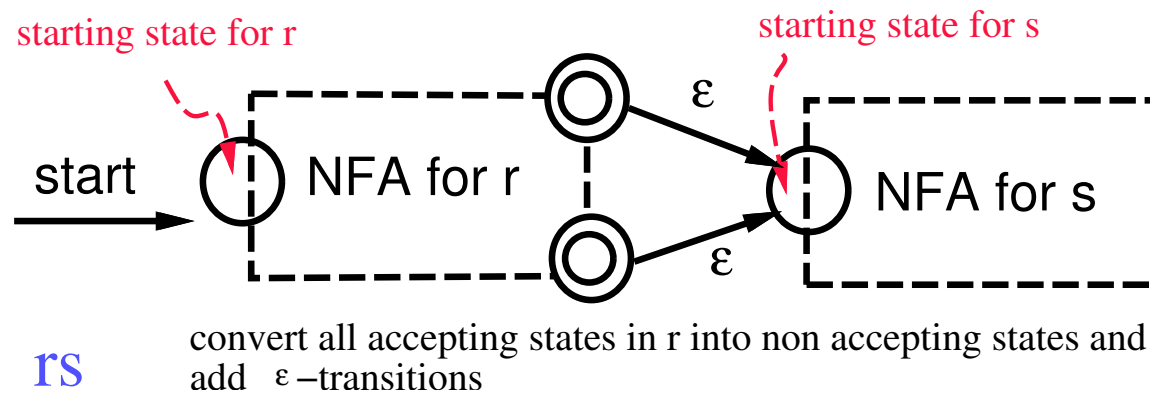 starting state for r
starting state for s
ε
start
NFA for r
NFA for s
ε
rs
convert all accepting states in r into non accepting states and
add ε–transitions